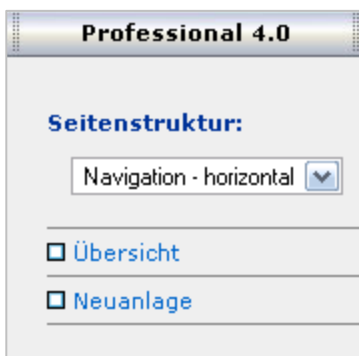 Professional 4.0
Seitenstruktur:
Navigation - horizontal
Übersicht
Neuanlage